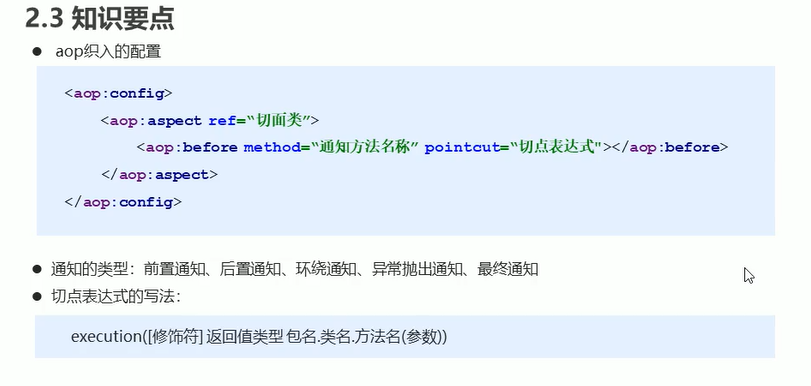 2.3 知识要点
● aop织入的配置
<aop:config>
<aop:aspect ref=“切面类”>
<aop:before method=“通知方法名称” pointcut=“切点表达式"></aop:before>
</aop:aspect>
</aop:config>
● 通知的类型：前置通知、后置通知、环绕通知、异常抛出通知、最终通知
● 切点表达式的写法：
execution([修饰符] 返回值类型 包名.类名.方法名(参数))